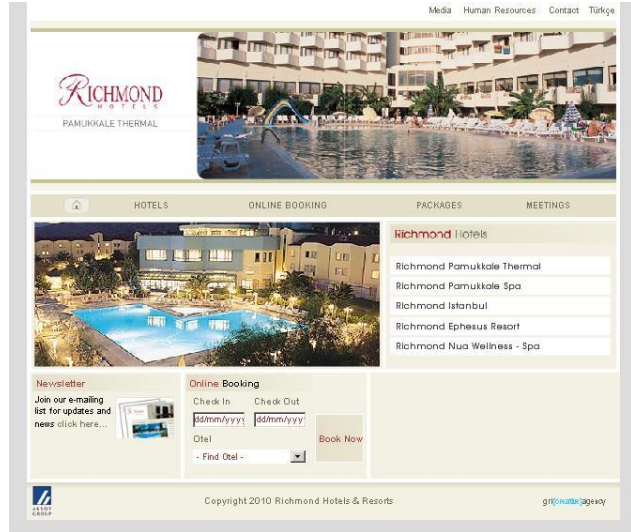 Media Human Resources Contact Türkçe
RICHMOND
HOTELS
PAMUKKALE THERMAL
HOTELS ONLINE BOOKING PACKAGES MEETINGS
Richmond Hotels
Richmond Pamukkale Thermal
Richmond Pamukkale Spa
Richmond Istanbul
Richmond Ephesus Resort
Richmond Nua Wellness - Spa
Newsletter
Join our e-mailing
list for updates and
news click here...
Online Booking
Check In Check Out
dd/mm/yyyy dd/mm/yyyy
Otel
- Find Otel -
Book Now
AKSOY
GROUP
Copyright 2010 Richmond Hotels & Resorts
gri[creative]agency